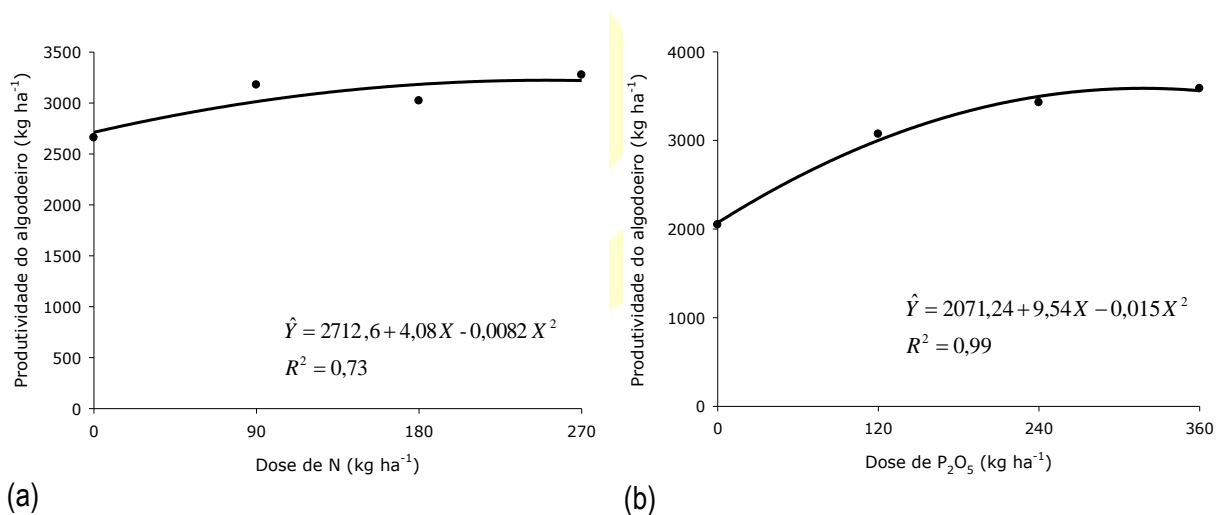 Produtividade do algodoeiro (kg ha⁻¹)
3500
3000
2500
2000
1500
1000
500
0
Ŷ = 2712,6 + 4,08X - 0,0082X²
R² = 0,73
0 90 180 270
Dose de N (kg ha⁻¹)
(a)
Produtividade do algodoeiro (kg ha⁻¹)
4000
3000
2000
1000
0
Ŷ = 2071,24 + 9,54X − 0,015X²
R² = 0,99
0 120 240 360
Dose de P₂O₅ (kg ha⁻¹)
(b)